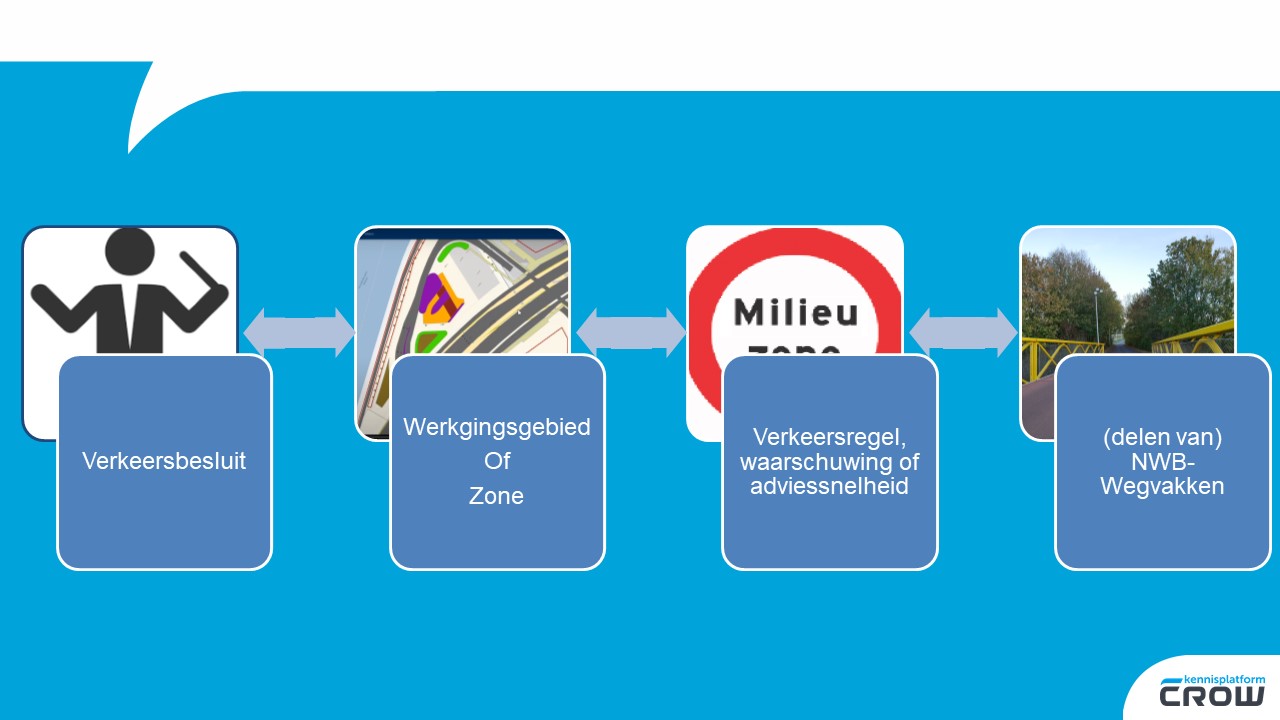 Milieu
zone
Verkeersbesluit
Werkgingsgebied
Of
Zone
Verkeersregel,
waarschuwing of
adviessnelheid
(delen van)
NWB-
Wegvakken
kennisplatform
CROW